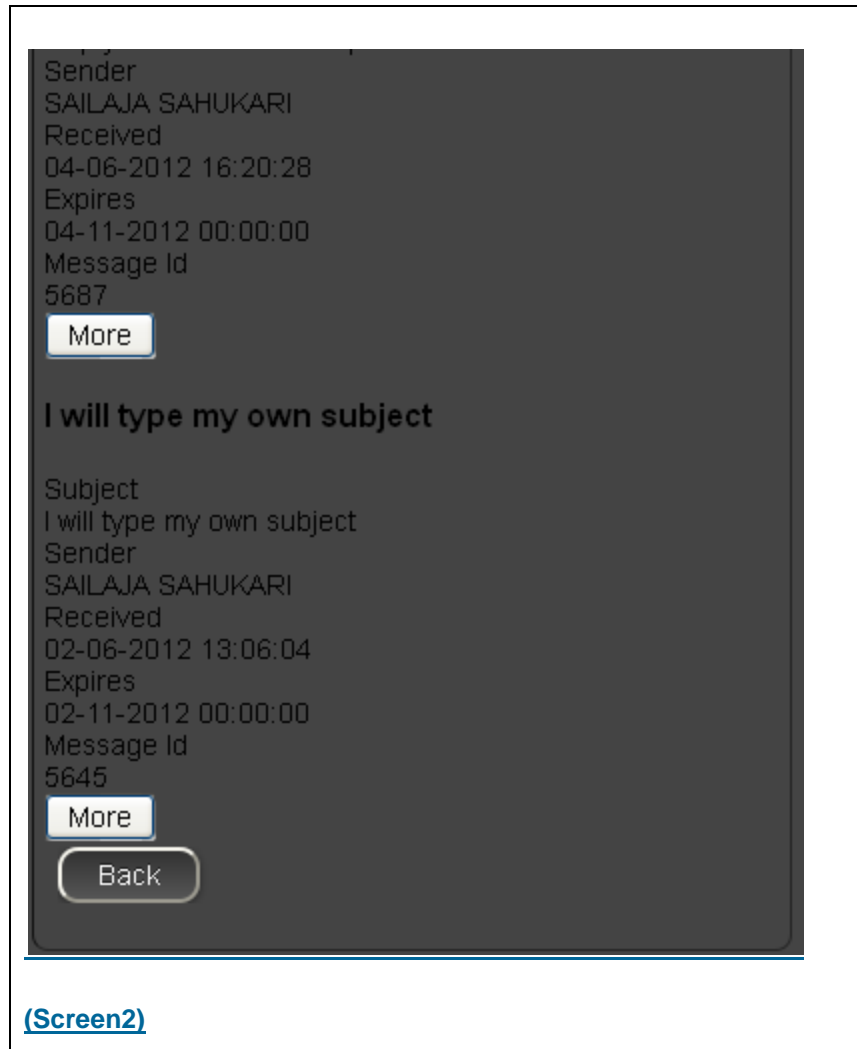 Sender
SAILAJA SAHUKARI
Received
04-06-2012 16:20:28
Expires
04-11-2012 00:00:00
Message Id
5687
More
I will type my own subject
Subject
I will type my own subject
Sender
SAILAJA SAHUKARI
Received
02-06-2012 13:06:04
Expires
02-11-2012 00:00:00
Message Id
5645
More
Back
(Screen2)